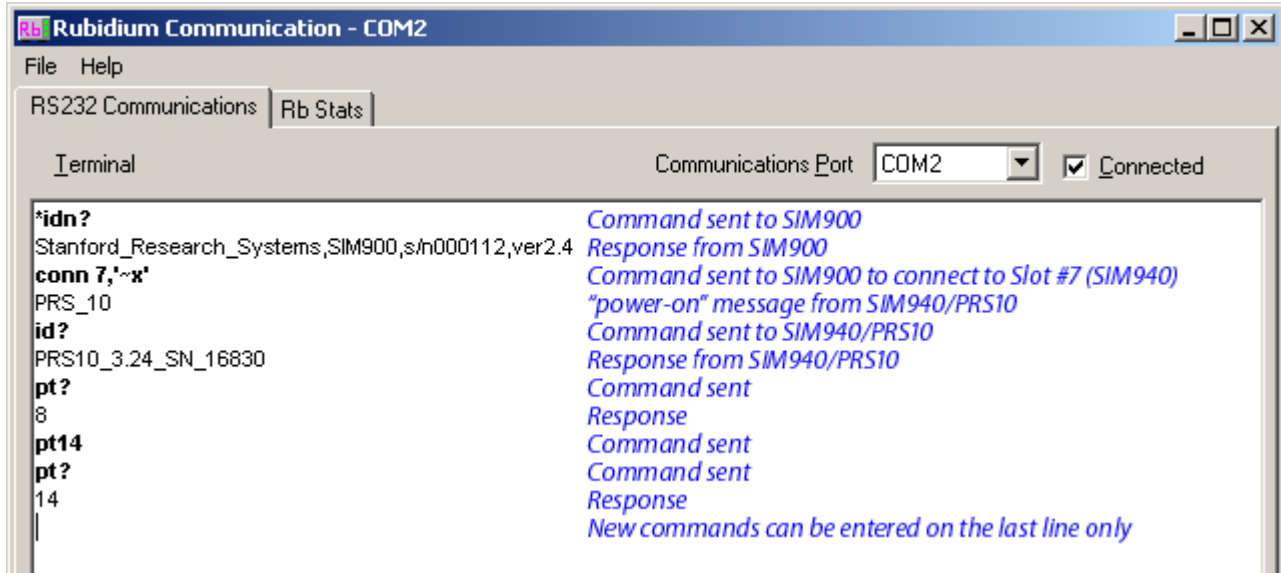 Rb Rubidium Communication - COM2
File Help
RS232 Communications Rb Stats
Terminal Communications Port COM2 Connected
*idn? Command sent to SIM900
Stanford_Research_Systems,SIM900,s/n000112,ver2.4 Response from SIM900
conn 7,'~x' Command sent to SIM900 to connect to Slot #7 (SIM940)
PRS_10 “power-on” message from SIM940/PRS10
id? Command sent to SIM940/PRS10
PRS10_3.24_SN_16830 Response from SIM940/PRS10
pt? Command sent
8 Response
pt14 Command sent
pt? Command sent
14 Response
New commands can be entered on the last line only